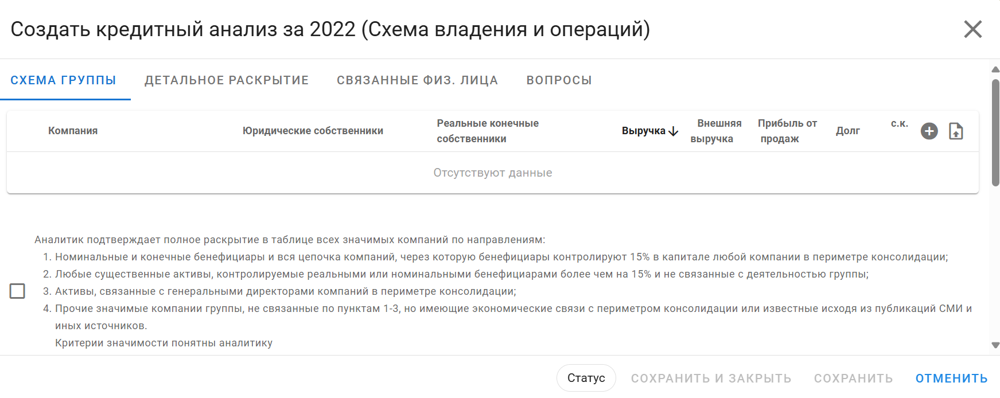 Создать кредитный анализ за 2022 (Схема владения и операций)
СХЕМА ГРУППЫ ДЕТАЛЬНОЕ РАСКРЫТИЕ СВЯЗАННЫЕ ФИЗ. ЛИЦА ВОПРОСЫ
Компания Юридические собственники Реальные конечные собственники Выручка Внешняя выручка Прибыль от продаж Долг с.к.
Отсутствуют данные
Аналитик подтверждает полное раскрытие в таблице всех значимых компаний по направлениям:
1. Номинальные и конечные бенефициары и вся цепочка компаний, через которую бенефициары контролируют 15% в капитале любой компании в периметре консолидации;
2. Любые существенные активы, контролируемые реальными или номинальными бенефициарами более чем на 15% и не связанные с деятельностью группы;
3. Активы, связанные с генеральными директорами компаний в периметре консолидации;
4. Прочие значимые компании группы, не связанные по пунктам 1-3, но имеющие экономические связи с периметром консолидации или известные исходя из публикаций СМИ и
иных источников.
Критерии значимости понятны аналитику
Статус СОХРАНИТЬ И ЗАКРЫТЬ СОХРАНИТЬ ОТМЕНИТЬ